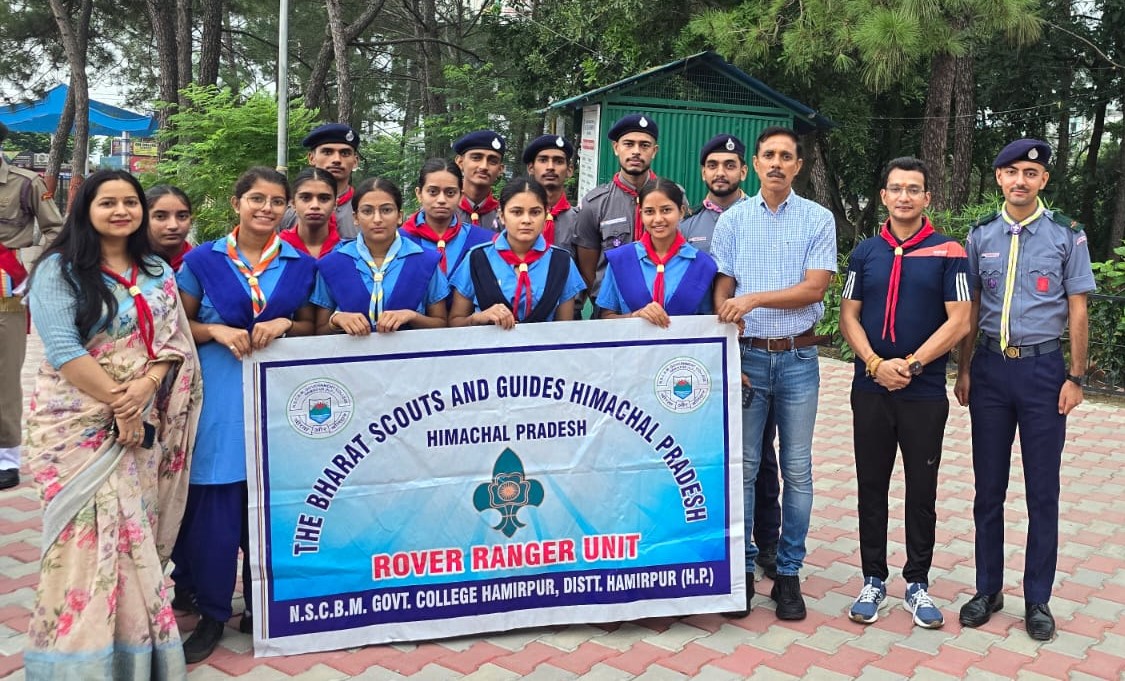 THE BHARAT SCOUTS AND GUIDES HIMACHAL PRADESH
HIMACHAL PRADESH
ROVER RANGER UNIT
N.S.C.B.M. GOVT. COLLEGE HAMIRPUR, DISTT. HAMIRPUR (H.P.)